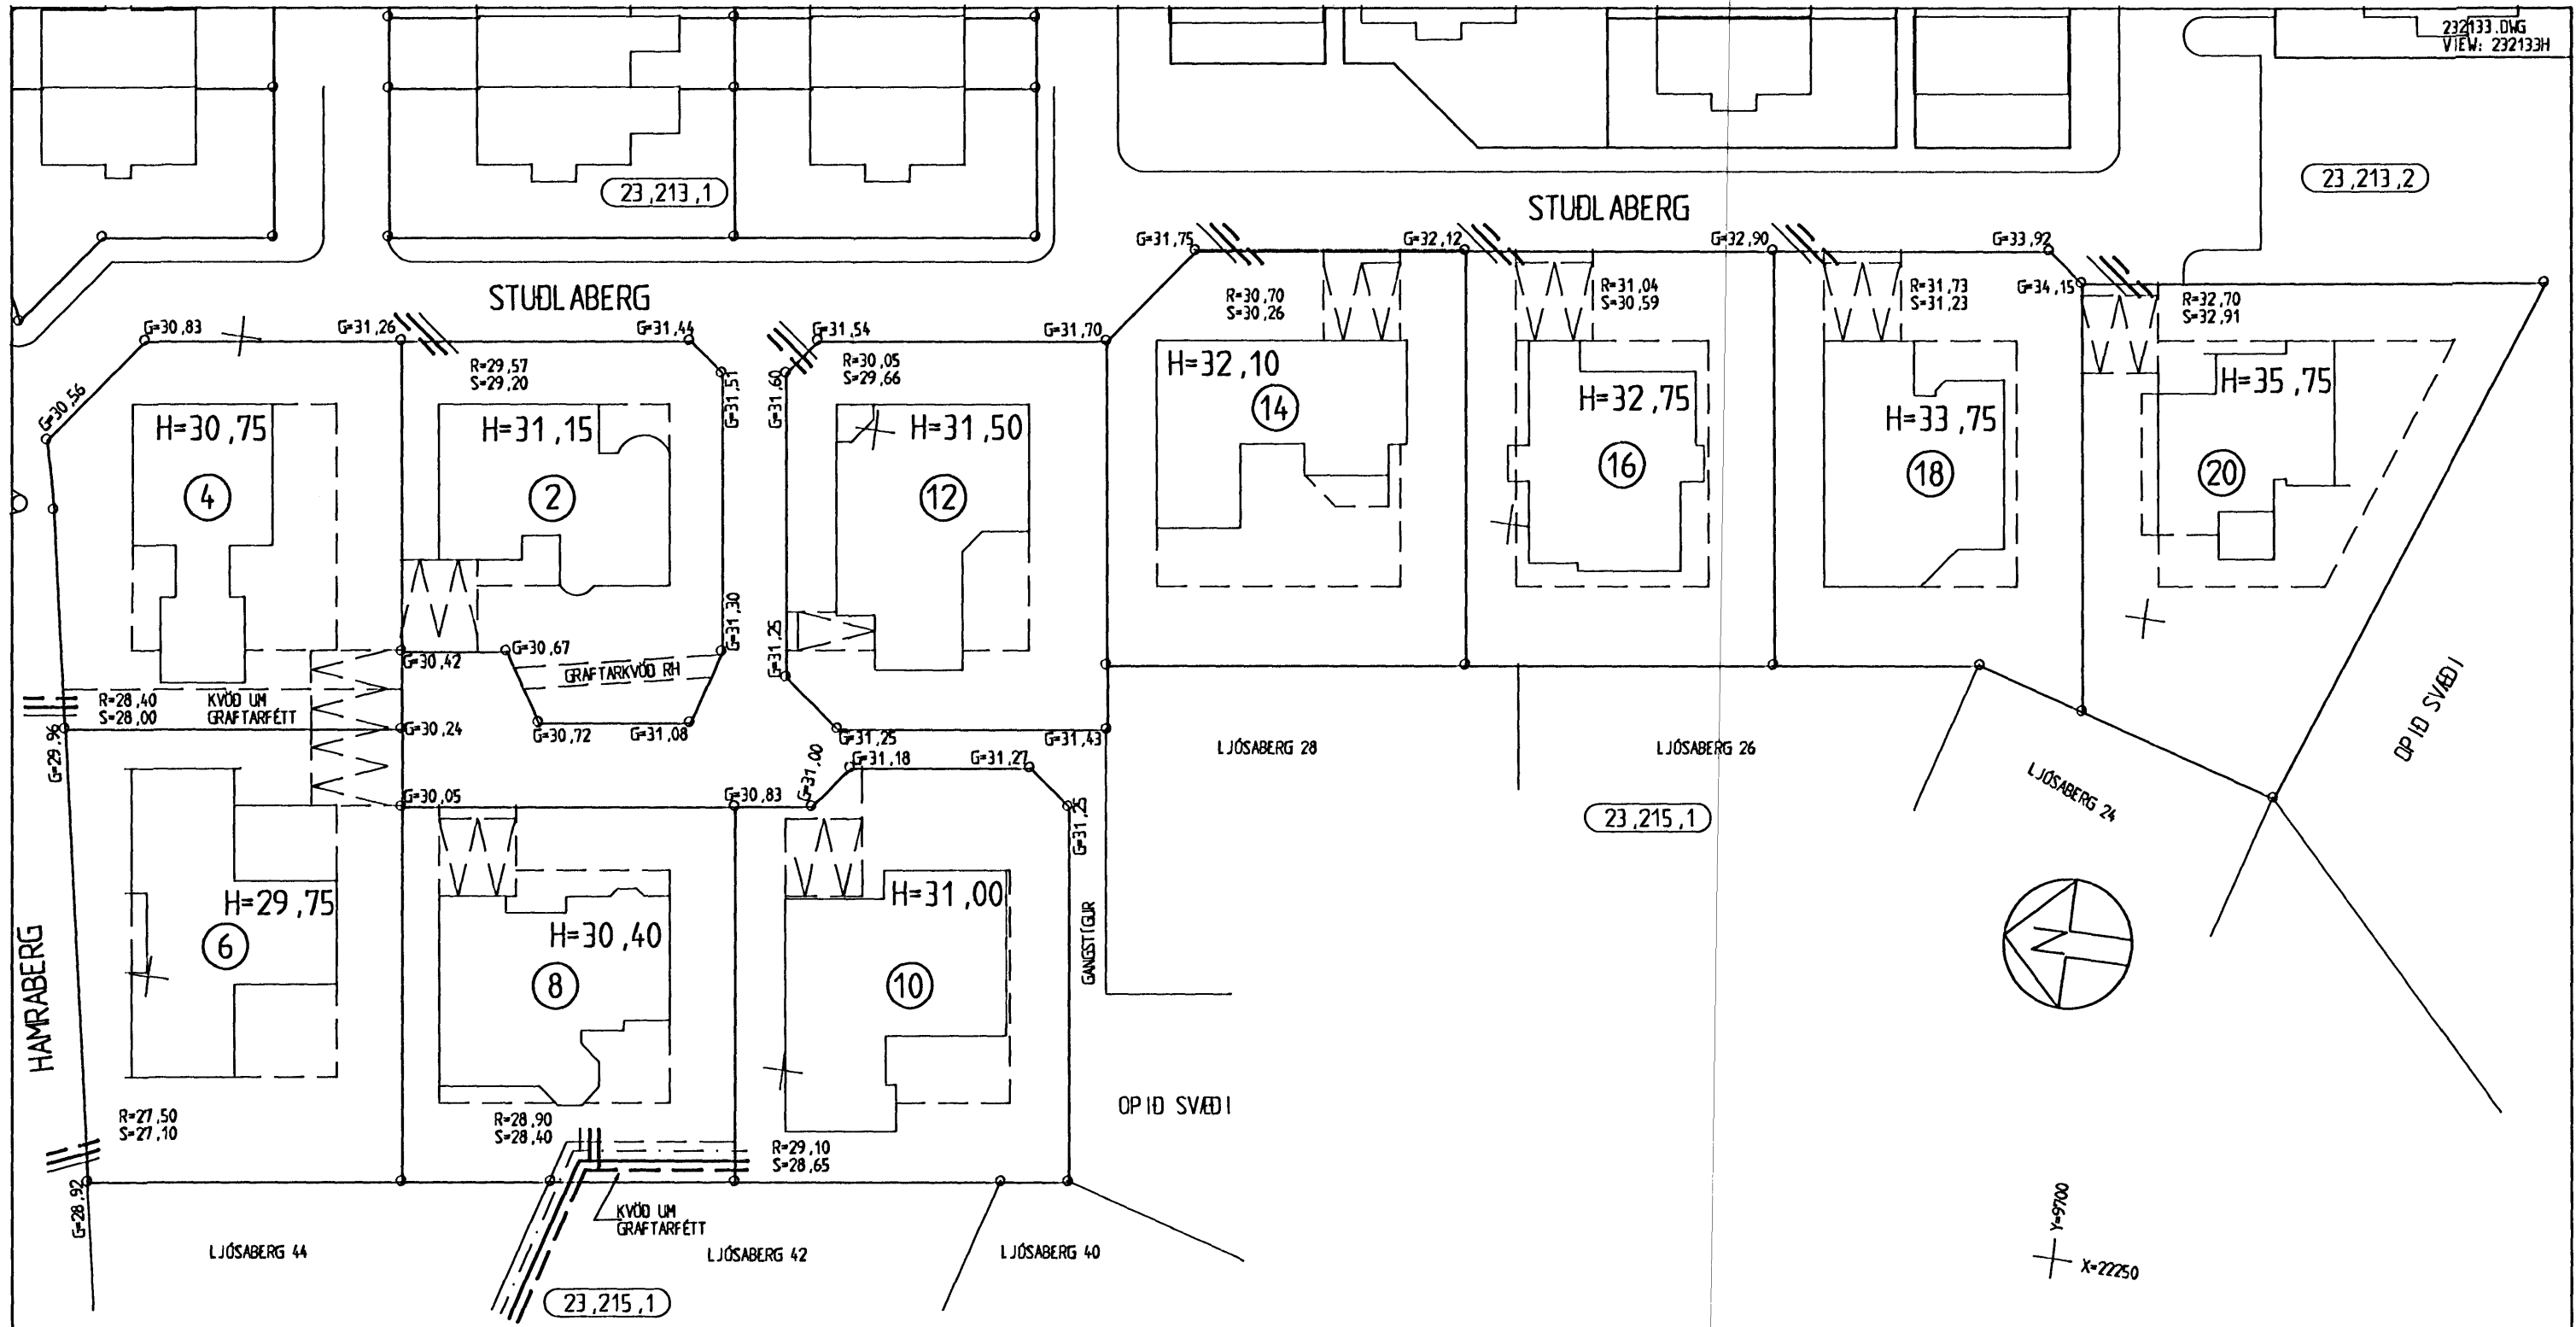 232133.DWG
VIEW: 232133H
23,213,1
23,213,2
STUÐLABERG
STUÐLABERG
G=31,75
G=32,12
G=32,90
G=33,92
G=34,15
R=30,70
S=30,26
R=31,04
S=30,59
R=31,73
S=31,23
R=32,70
S=32,91
G=30,83
G=31,26
G=31,44
G=31,54
G=31,70
G=30,56
R=29,57
S=29,20
G=31,51
G=31,60
R=30,05
S=29,66
H=30,75
4
H=31,15
2
H=31,50
12
H=32,10
14
H=32,75
16
H=33,75
18
H=35,75
20
G=31,30
G=31,25
G=30,42
G=30,67
GRAFTARKVÖÐ RH
R=28,40
S=28,00
KVÖÐ UM
GRAFTARFÉTT
G=29,96
G=30,24
G=30,72
G=31,08
G=31,25
G=31,43
G=31,00
G=31,18
G=31,27
G=30,05
G=30,83
G=31,25
LJÓSABERG 28
LJÓSABERG 26
LJÓSABERG 24
OPIÐ SVÆÐI
23,215,1
HAMRABERG
H=29,75
6
H=30,40
8
H=31,00
10
GANGSTÍGUR
N
OPIÐ SVÆÐI
R=27,50
S=27,10
R=28,90
S=28,40
R=29,10
S=28,65
G=28,92
KVÖÐ UM
GRAFTARFÉTT
LJÓSABERG 44
LJÓSABERG 42
LJÓSABERG 40
23,215,1
Y=9700
X=22250